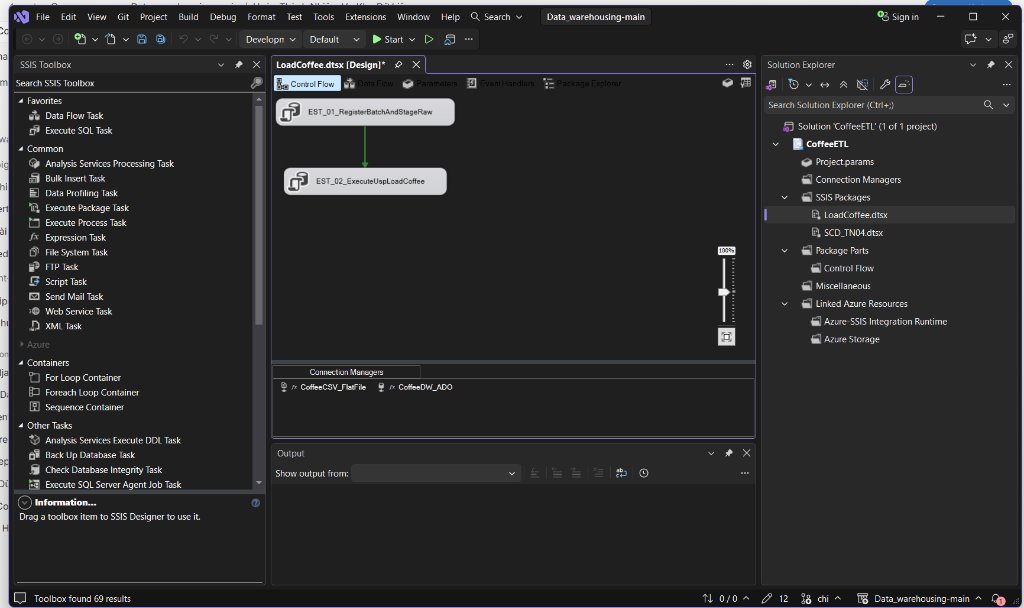 File Edit View Git Project Build Debug Format Test Tools Extensions Window Help Search Data_warehousing-main Sign in
Developn Default Start
SSIS Toolbox
Search SSIS Toolbox
Favorites
Data Flow Task
Execute SQL Task
Common
Analysis Services Processing Task
Bulk Insert Task
Data Profiling Task
Execute Package Task
Execute Process Task
Expression Task
File System Task
FTP Task
Script Task
Send Mail Task
Web Service Task
XML Task
Azure
Containers
For Loop Container
Foreach Loop Container
Sequence Container
Other Tasks
Analysis Services Execute DDL Task
Back Up Database Task
Check Database Integrity Task
Execute SQL Server Agent Job Task
Information...
Drag a toolbox item to SSIS Designer to use it.
LoadCoffee.dtsx [Design]*
Control Flow Data Flow Parameters Event Handlers Package Explorer
EST_01_RegisterBatchAndStageRaw
EST_02_ExecuteUspLoadCoffee
100%
Connection Managers
CoffeeCSV_FlatFile CoffeeDW_ADO
Output
Show output from:
Solution Explorer
Search Solution Explorer (Ctrl+;)
Solution 'CoffeeETL' (1 of 1 project)
CoffeeETL
Project.params
Connection Managers
SSIS Packages
LoadCoffee.dtsx
SCD_TN04.dtsx
Package Parts
Control Flow
Miscellaneous
Linked Azure Resources
Azure-SSIS Integration Runtime
Azure Storage
Toolbox found 69 results 0 / 0 12 chi Data_warehousing-main 1